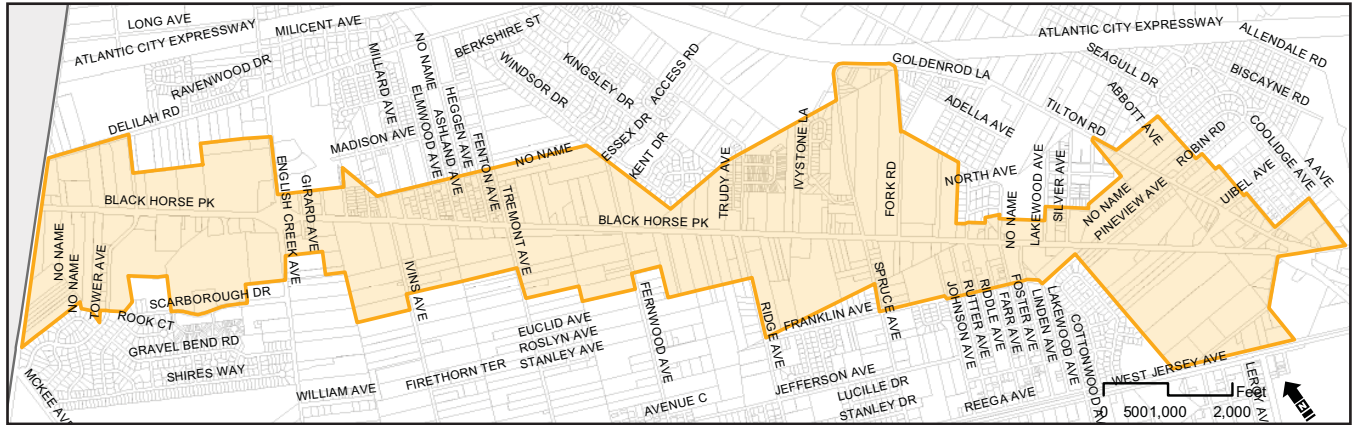 LONG AVE
ATLANTIC CITY EXPRESSWAY
MILICENT AVE
RAVENWOOD DR
DELILAH RD
MILLARD AVE
MADISON AVE
NO NAME
ELMWOOD AVE
ASHLAND AVE
HEGGEN AVE
FENTON AVE
BERKSHIRE ST
WINDSOR DR
KINGSLEY DR
ACCESS RD
ESSEX DR
KENT DR
NO NAME
TREMONT AVE
TRUDY AVE
IVYSTONE LA
FORK RD
GOLDENROD LA
ADELLA AVE
NORTH AVE
ATLANTIC CITY EXPRESSWAY
SEAGULL DR
ALLENDALE RD
BISCAYNE RD
TILTON RD
ABBOTT AVE
ROBIN RD
COOLIDGE AVE
A AVE
UIBEL AVE
NO NAME
LAKEWOOD AVE
SILVER AVE
NO NAME
PINEVIEW AVE
BLACK HORSE PK
ENGLISH CREEK AVE
GIRARD AVE
BLACK HORSE PK
NO NAME
NO NAME
TOWER AVE
SCARBOROUGH DR
ROOK CT
GRAVEL BEND RD
SHIRES WAY
MCKEE AVE
WILLIAM AVE
IVINS AVE
FIRETHORN TER
EUCLID AVE
ROSLYN AVE
STANLEY AVE
FERNWOOD AVE
AVENUE C
RIDGE AVE
FRANKLIN AVE
SPRUCE AVE
JEFFERSON AVE
LUCILLE DR
STANLEY DR
JOHNSON AVE
RUTTER AVE
RIDDLE AVE
FARR AVE
FOSTER AVE
LINDEN AVE
LAKEWOOD AVE
COTTONWOOD AV
REEGA AVE
WEST JERSEY AVE
LEROY AV
Feet
0 500 1,000 2,000